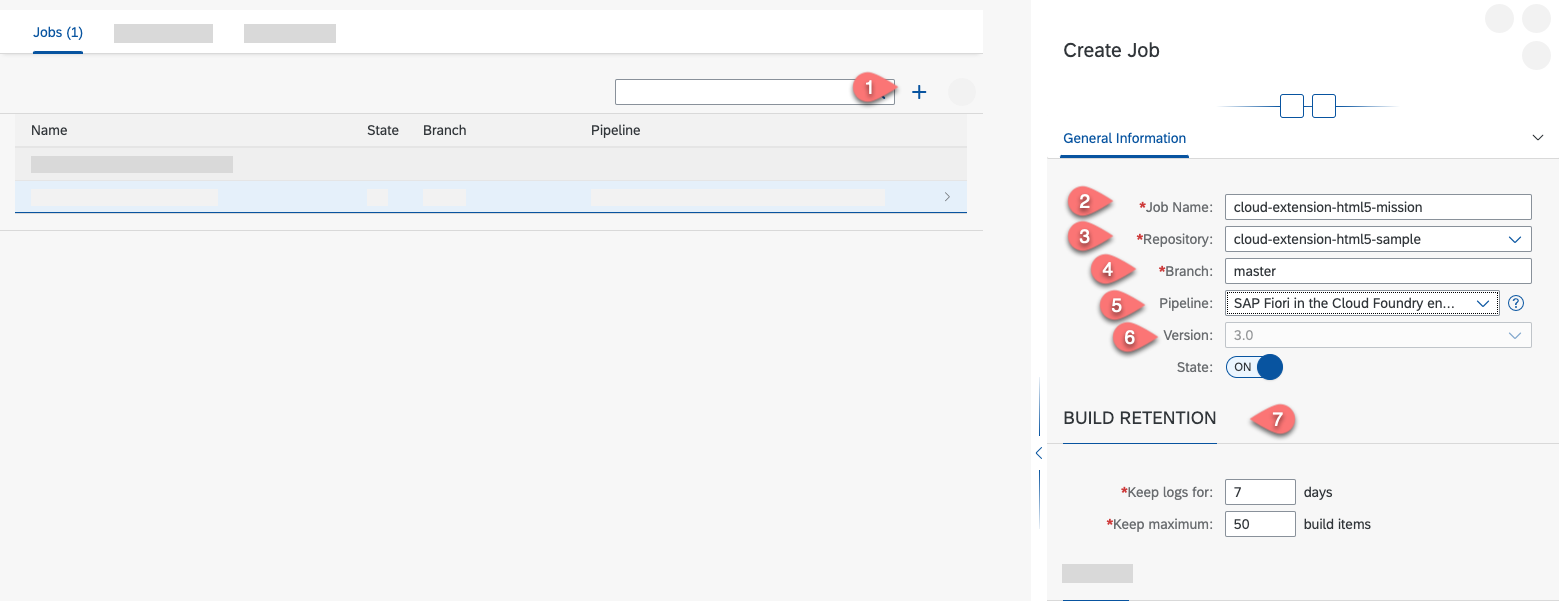 Jobs (1)
1
Name State Branch Pipeline
Create Job
General Information
2 *Job Name: cloud-extension-html5-mission
3 *Repository: cloud-extension-html5-sample
4 *Branch: master
5 Pipeline: SAP Fiori in the Cloud Foundry en... ?
6 Version: 3.0
State: ON
BUILD RETENTION 7
*Keep logs for: 7 days
*Keep maximum: 50 build items